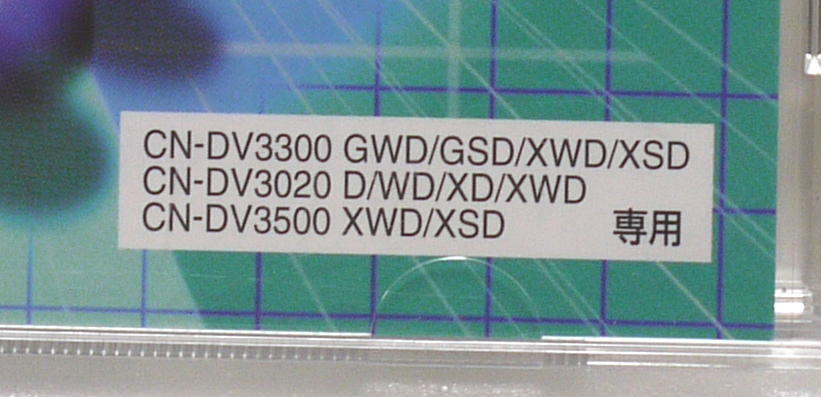 CN-DV3300 GWD/GSD/XWD/XSD
CN-DV3020 D/WD/XD/XWD
CN-DV3500 XWD/XSD 専用